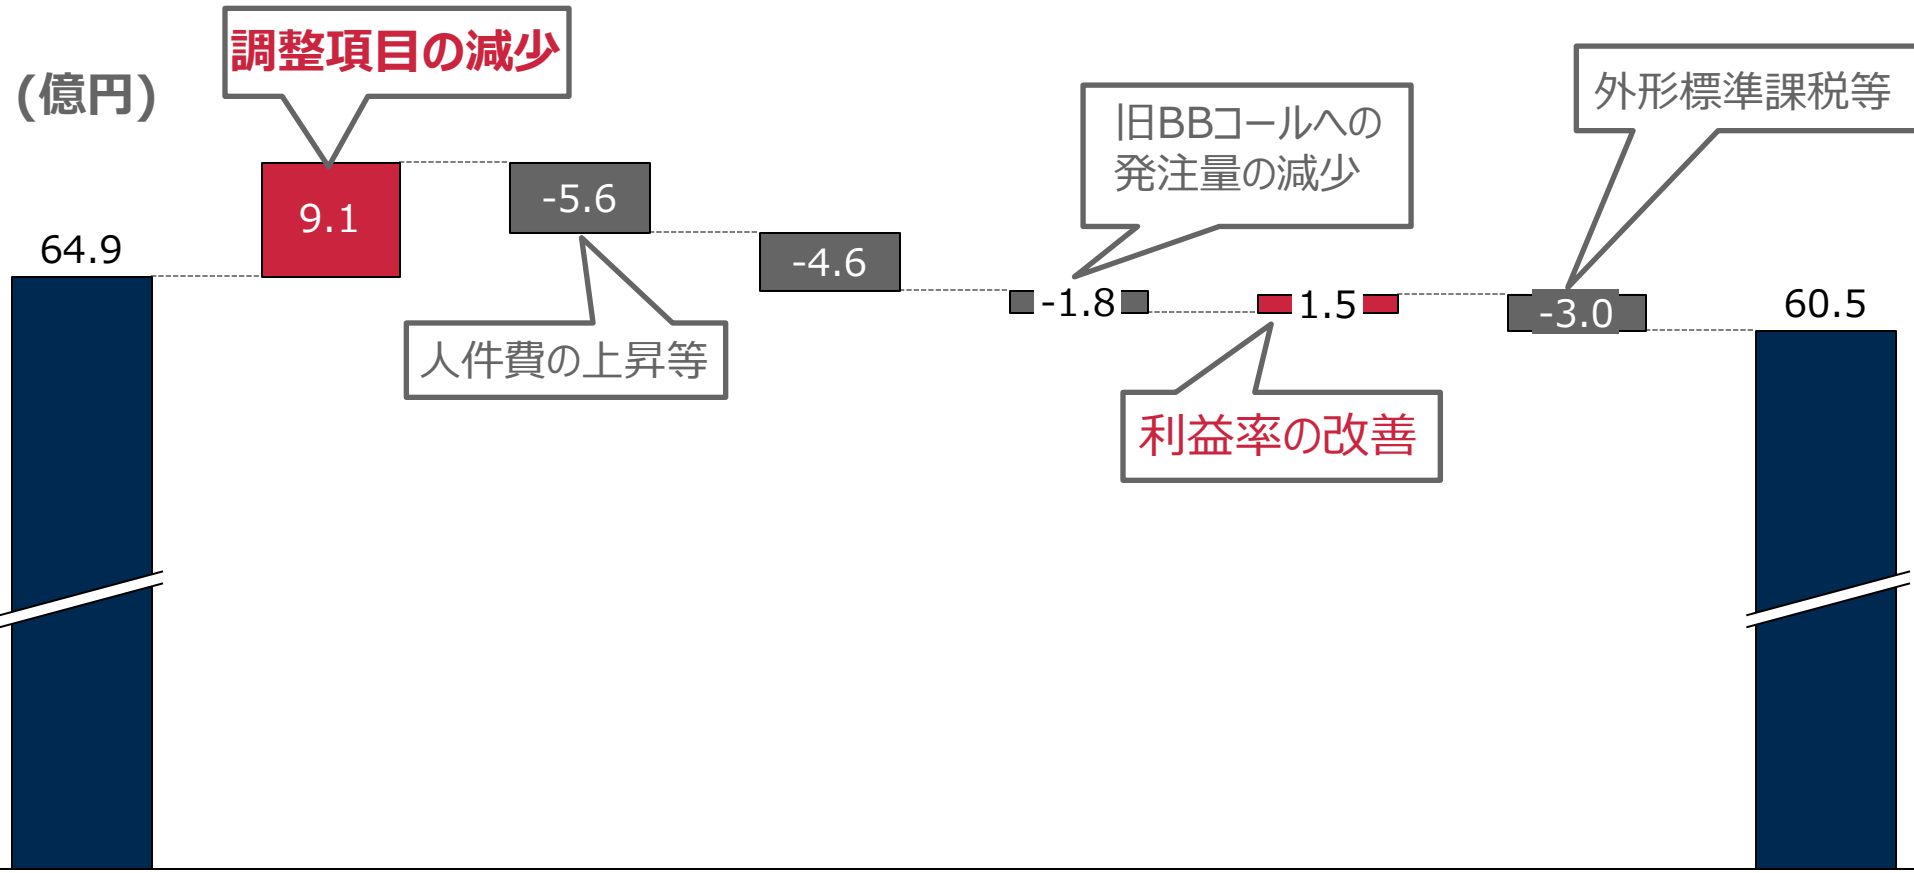 調整項目の減少
(億円)
外形標準課税等
旧BBコールへの
発注量の減少
64.9
9.1
-5.6
-4.6
-1.8
1.5
-3.0
60.5
人件費の上昇等
利益率の改善